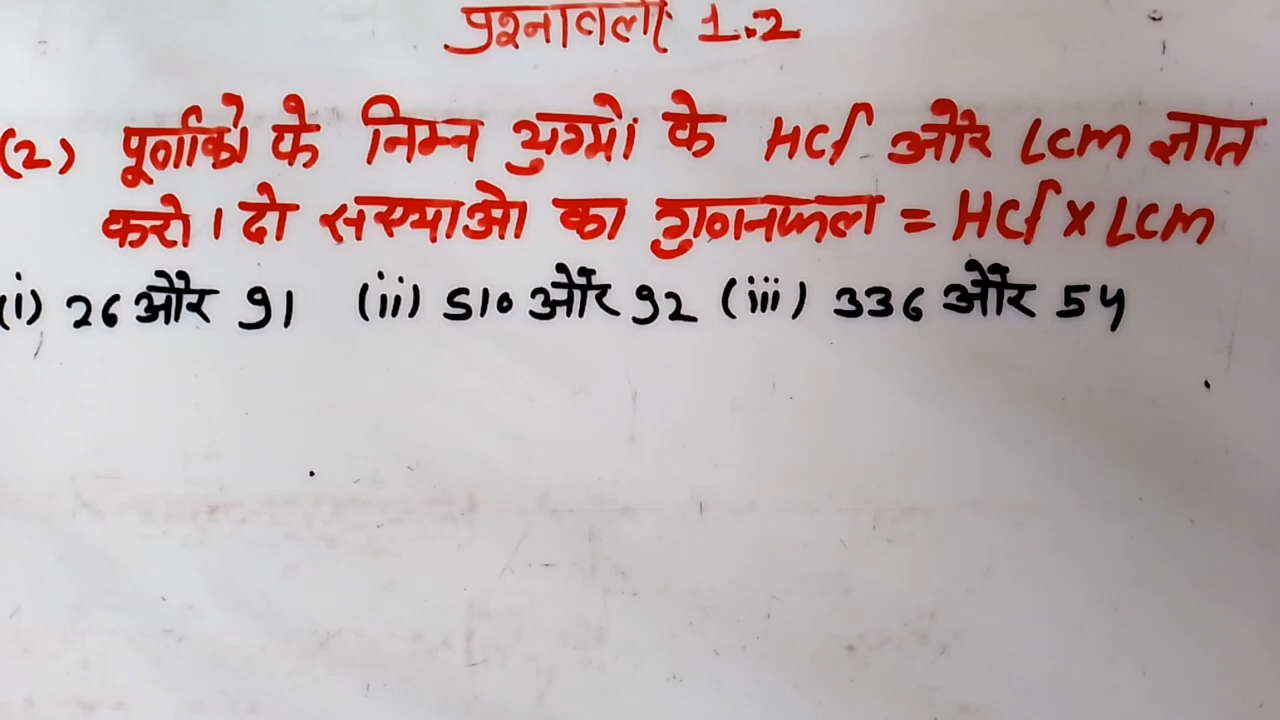 प्रश्नावली 1.2
(2) पूर्णाकों के निम्न युग्मों के HCf और LCM ज्ञात
करो। दो संख्याओ का गुणनफल = HCf x LCM
(i) 26 और 91 (ii) 510 और 92 (iii) 336 और 54